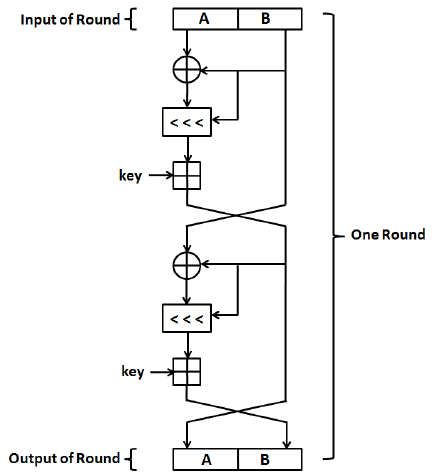 Input of Round
A B
< < <
key
One Round
< < <
key
Output of Round
A B